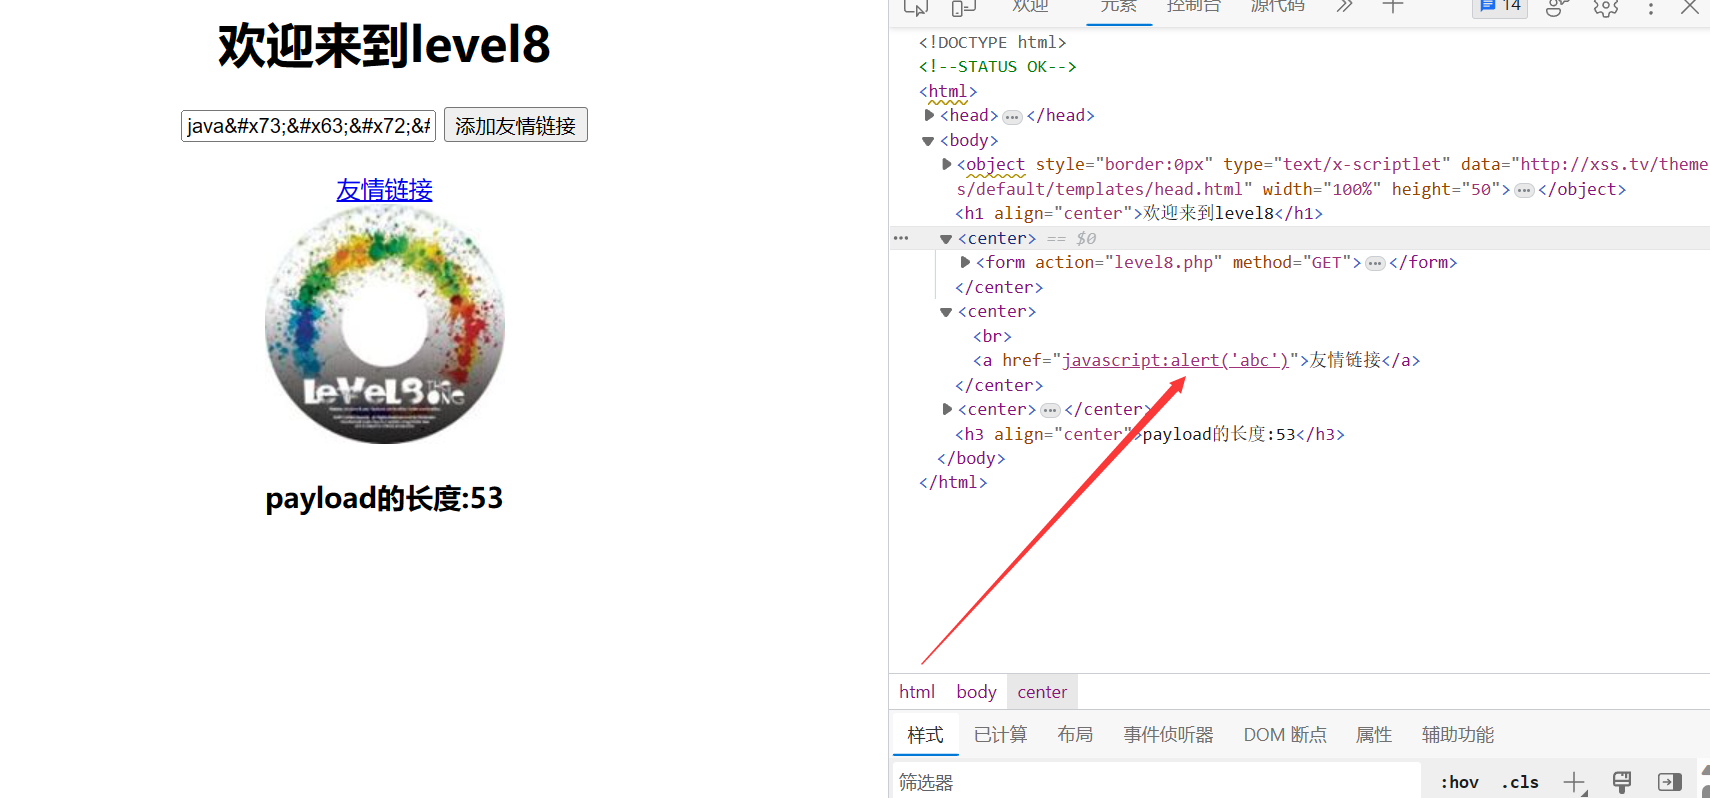 欢迎来到level8
java&#x73;&#x63;&#x72;&#
添加友情链接
友情链接
LeVeL8 THE ONE
payload的长度:53
欢迎 元素 控制台 源代码 14
<!DOCTYPE html>
<!--STATUS OK-->
<html>
<head> ••• </head>
<body>
<object style="border:0px" type="text/x-scriptlet" data="http://xss.tv/theme
s/default/templates/head.html" width="100%" height="50"> ••• </object>
<h1 align="center">欢迎来到level8</h1>
••• <center> == $0
<form action="level8.php" method="GET"> ••• </form>
</center>
<center>
<br>
<a href="javascript:alert('abc')">友情链接</a>
</center>
<center> ••• </center>
<h3 align="center">payload的长度:53</h3>
</body>
</html>
html body center
样式 已计算 布局 事件侦听器 DOM 断点 属性 辅助功能
筛选器 :hov .cls